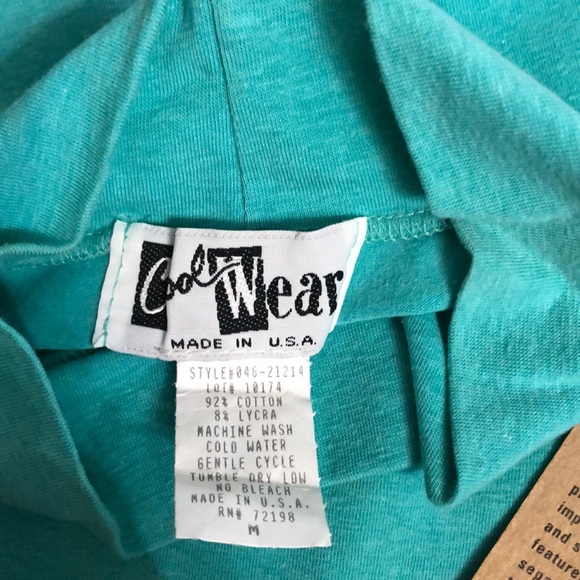 Cool Wear
MADE IN U.S.A.
STYLE#046-21214
LOT# 10174
92% COTTON
8% LYCRA
MACHINE WASH
COLD WATER
GENTLE CYCLE
TUMBLE DRY LOW
NO BLEACH
MADE IN U.S.A.
RN# 72198
M
and s